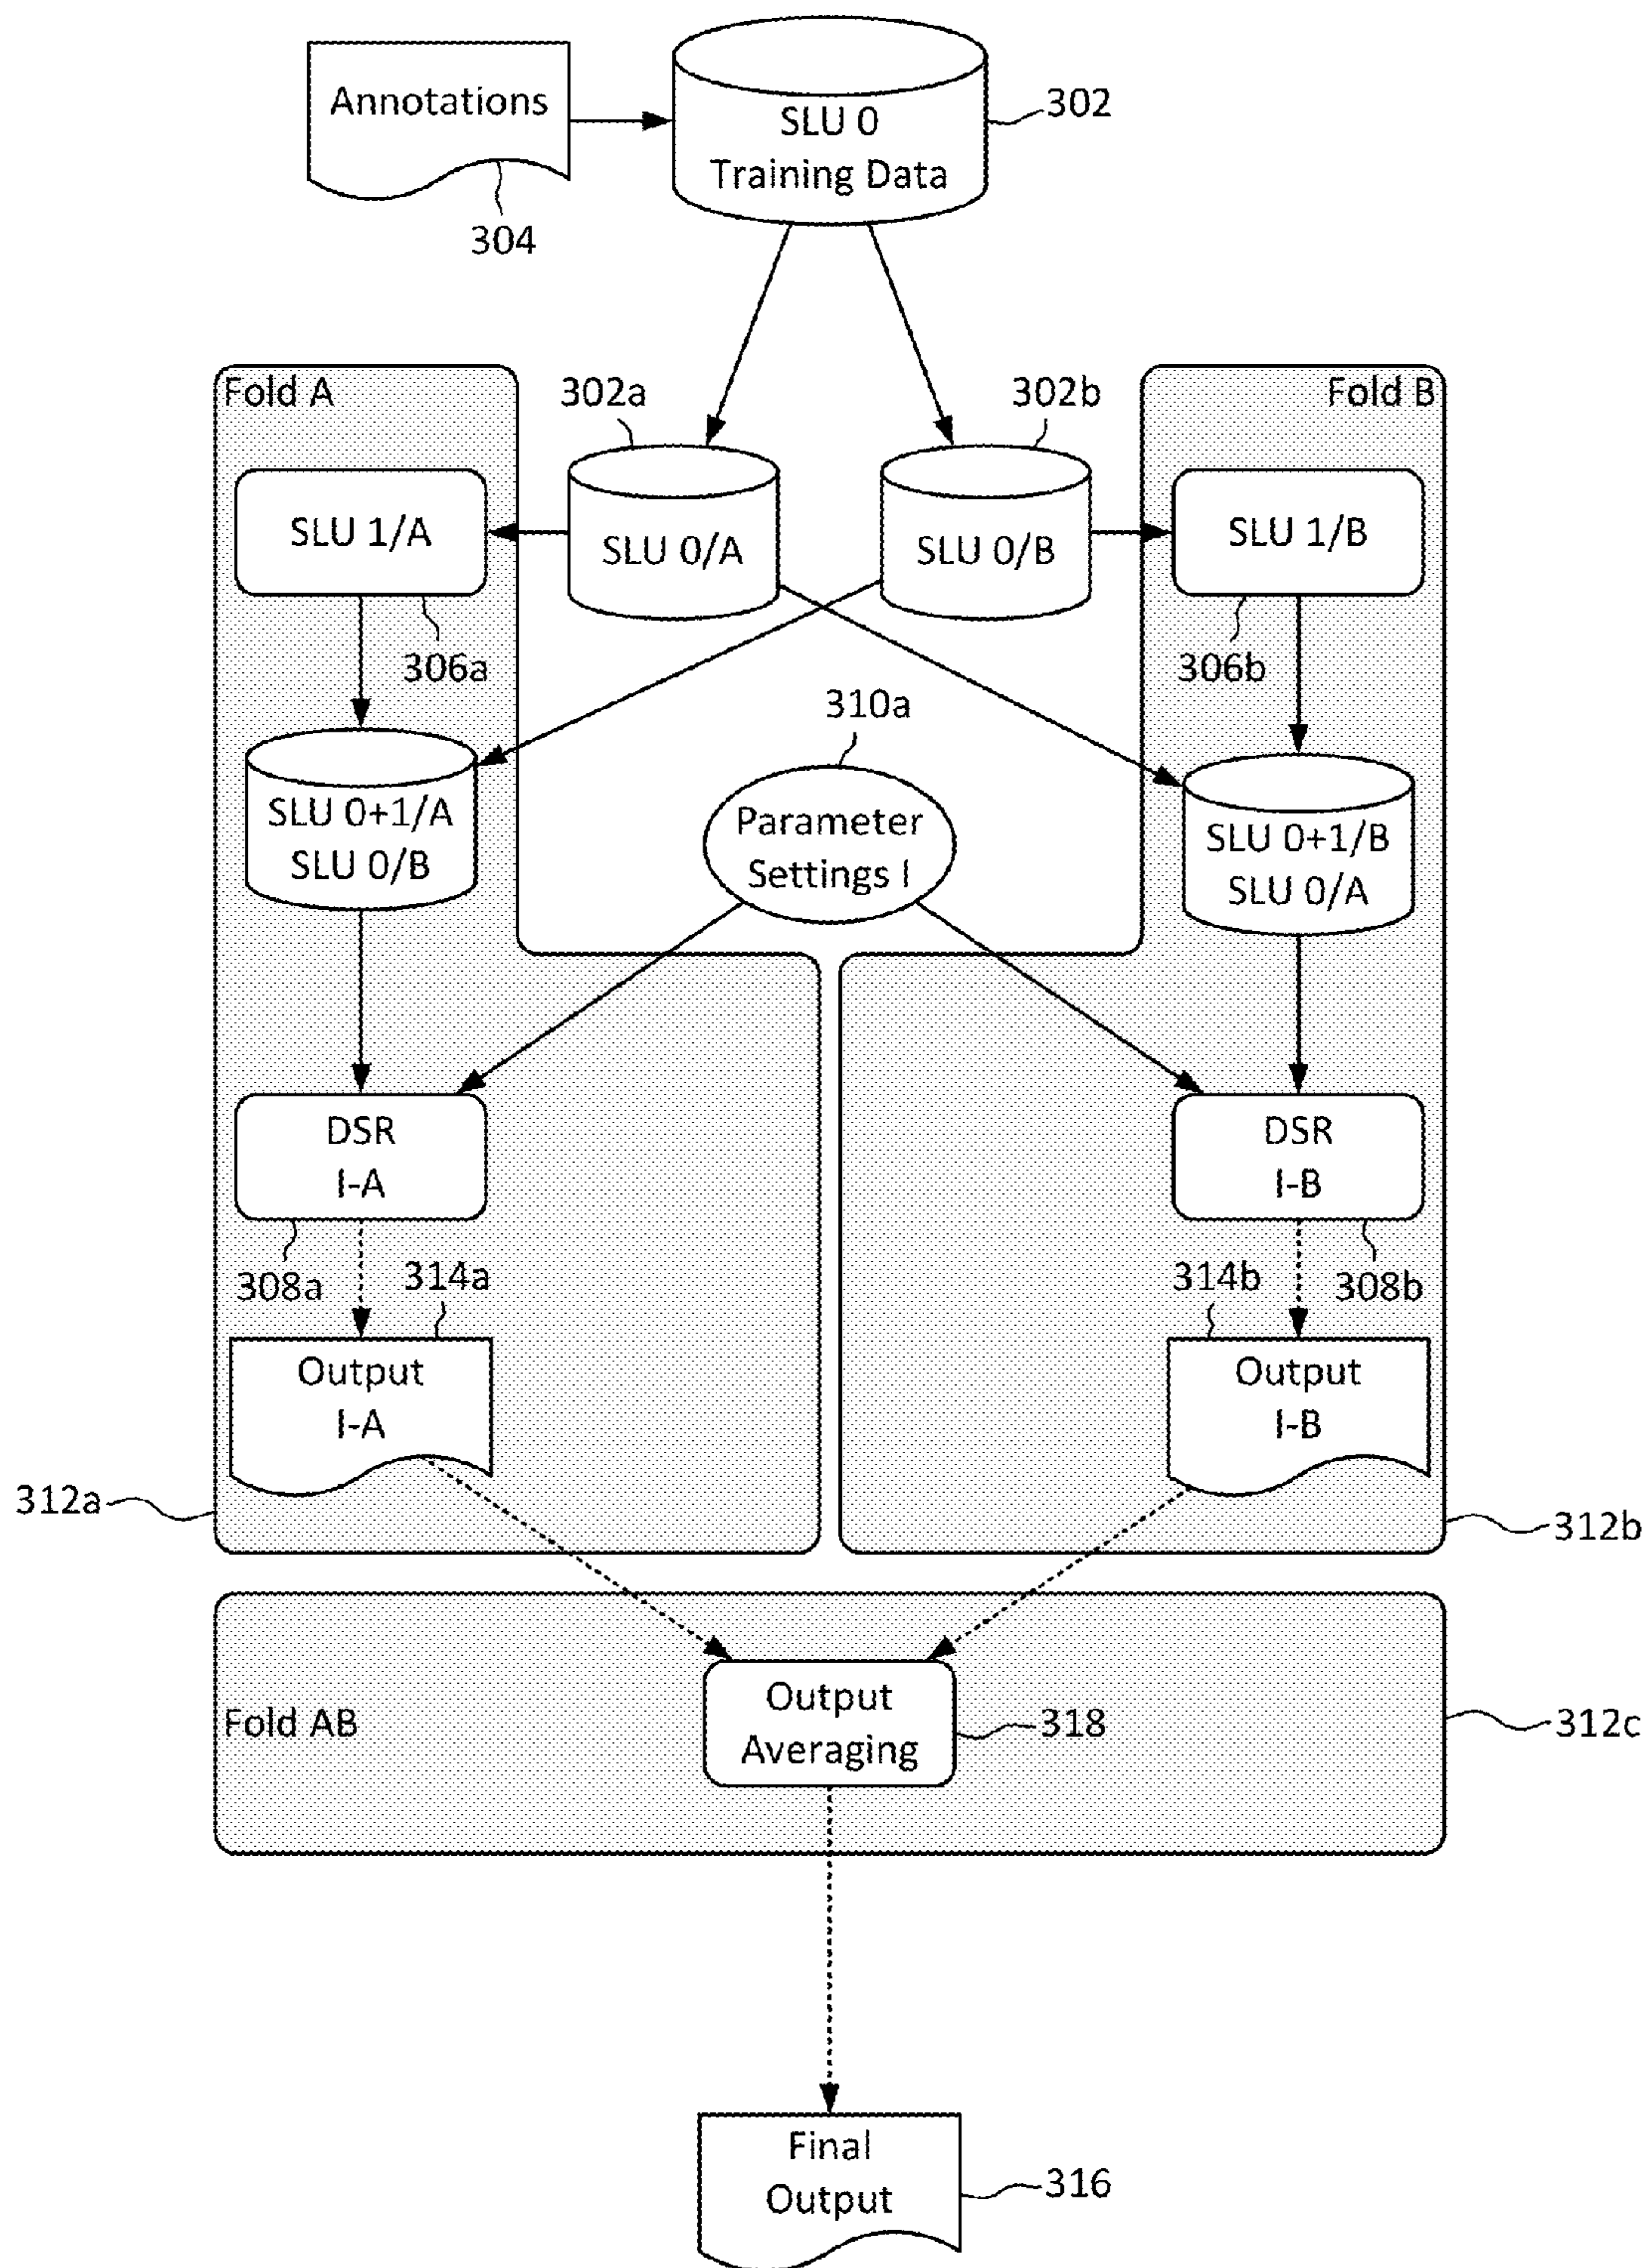 Annotations
304
SLU 0
Training Data
302
Fold A
302a
302b
Fold B
SLU 1/A
SLU 0/A
SLU 0/B
SLU 1/B
306a
306b
310a
SLU 0+1/A
SLU 0/B
Parameter
Settings I
SLU 0+1/B
SLU 0/A
DSR
I-A
DSR
I-B
308a
314a
314b
308b
Output
I-A
Output
I-B
312a
312b
Fold AB
Output
Averaging
318
312c
Final
Output
316